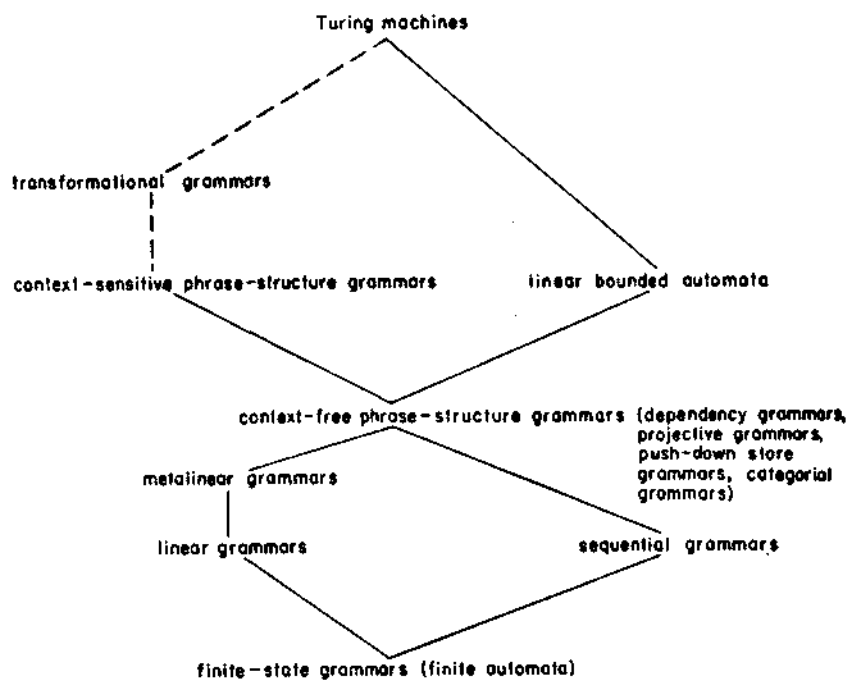 Turing machines
transformational grammars
context-sensitive phrase-structure grammars
linear bounded automata
context-free phrase-structure grammars (dependency grammars,
projective grammars,
push-down store
grammars, categorial
grammars)
metalinear grammars
linear grammars
sequential grammars
finite-state grammars (finite automata)